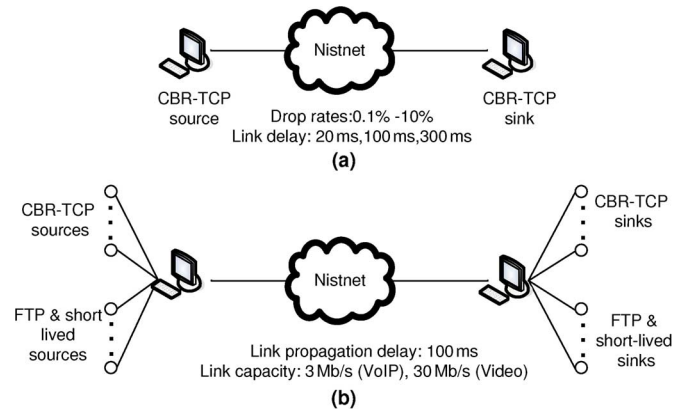 Nistnet
CBR-TCP
source
CBR-TCP
sink
Drop rates:0.1% -10%
Link delay: 20 ms,100 ms,300 ms
(a)
CBR-TCP
sources
CBR-TCP
sinks
Nistnet
FTP & short
lived
sources
FTP &
short-lived
sinks
Link propagation delay: 100 ms
Link capacity: 3 Mb/s (VoIP), 30 Mb/s (Video)
(b)